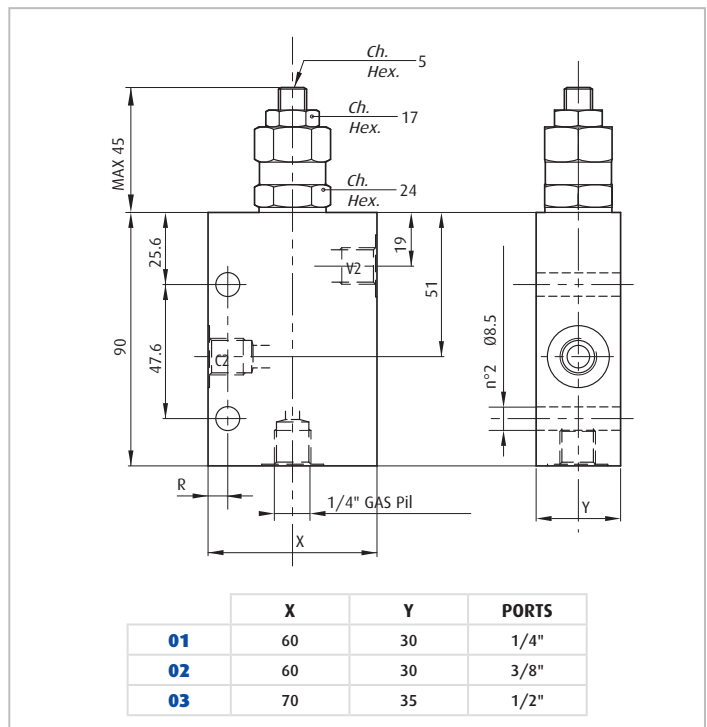 Ch.
Hex.
5
Ch.
Hex.
17
Ch.
Hex.
24
MAX 45
25.6
47.6
90
19
51
V2
C2
n°2 Ø8.5
R
1/4" GAS Pil
X
Y
X Y PORTS
01 60 30 1/4"
02 60 30 3/8"
03 70 35 1/2"